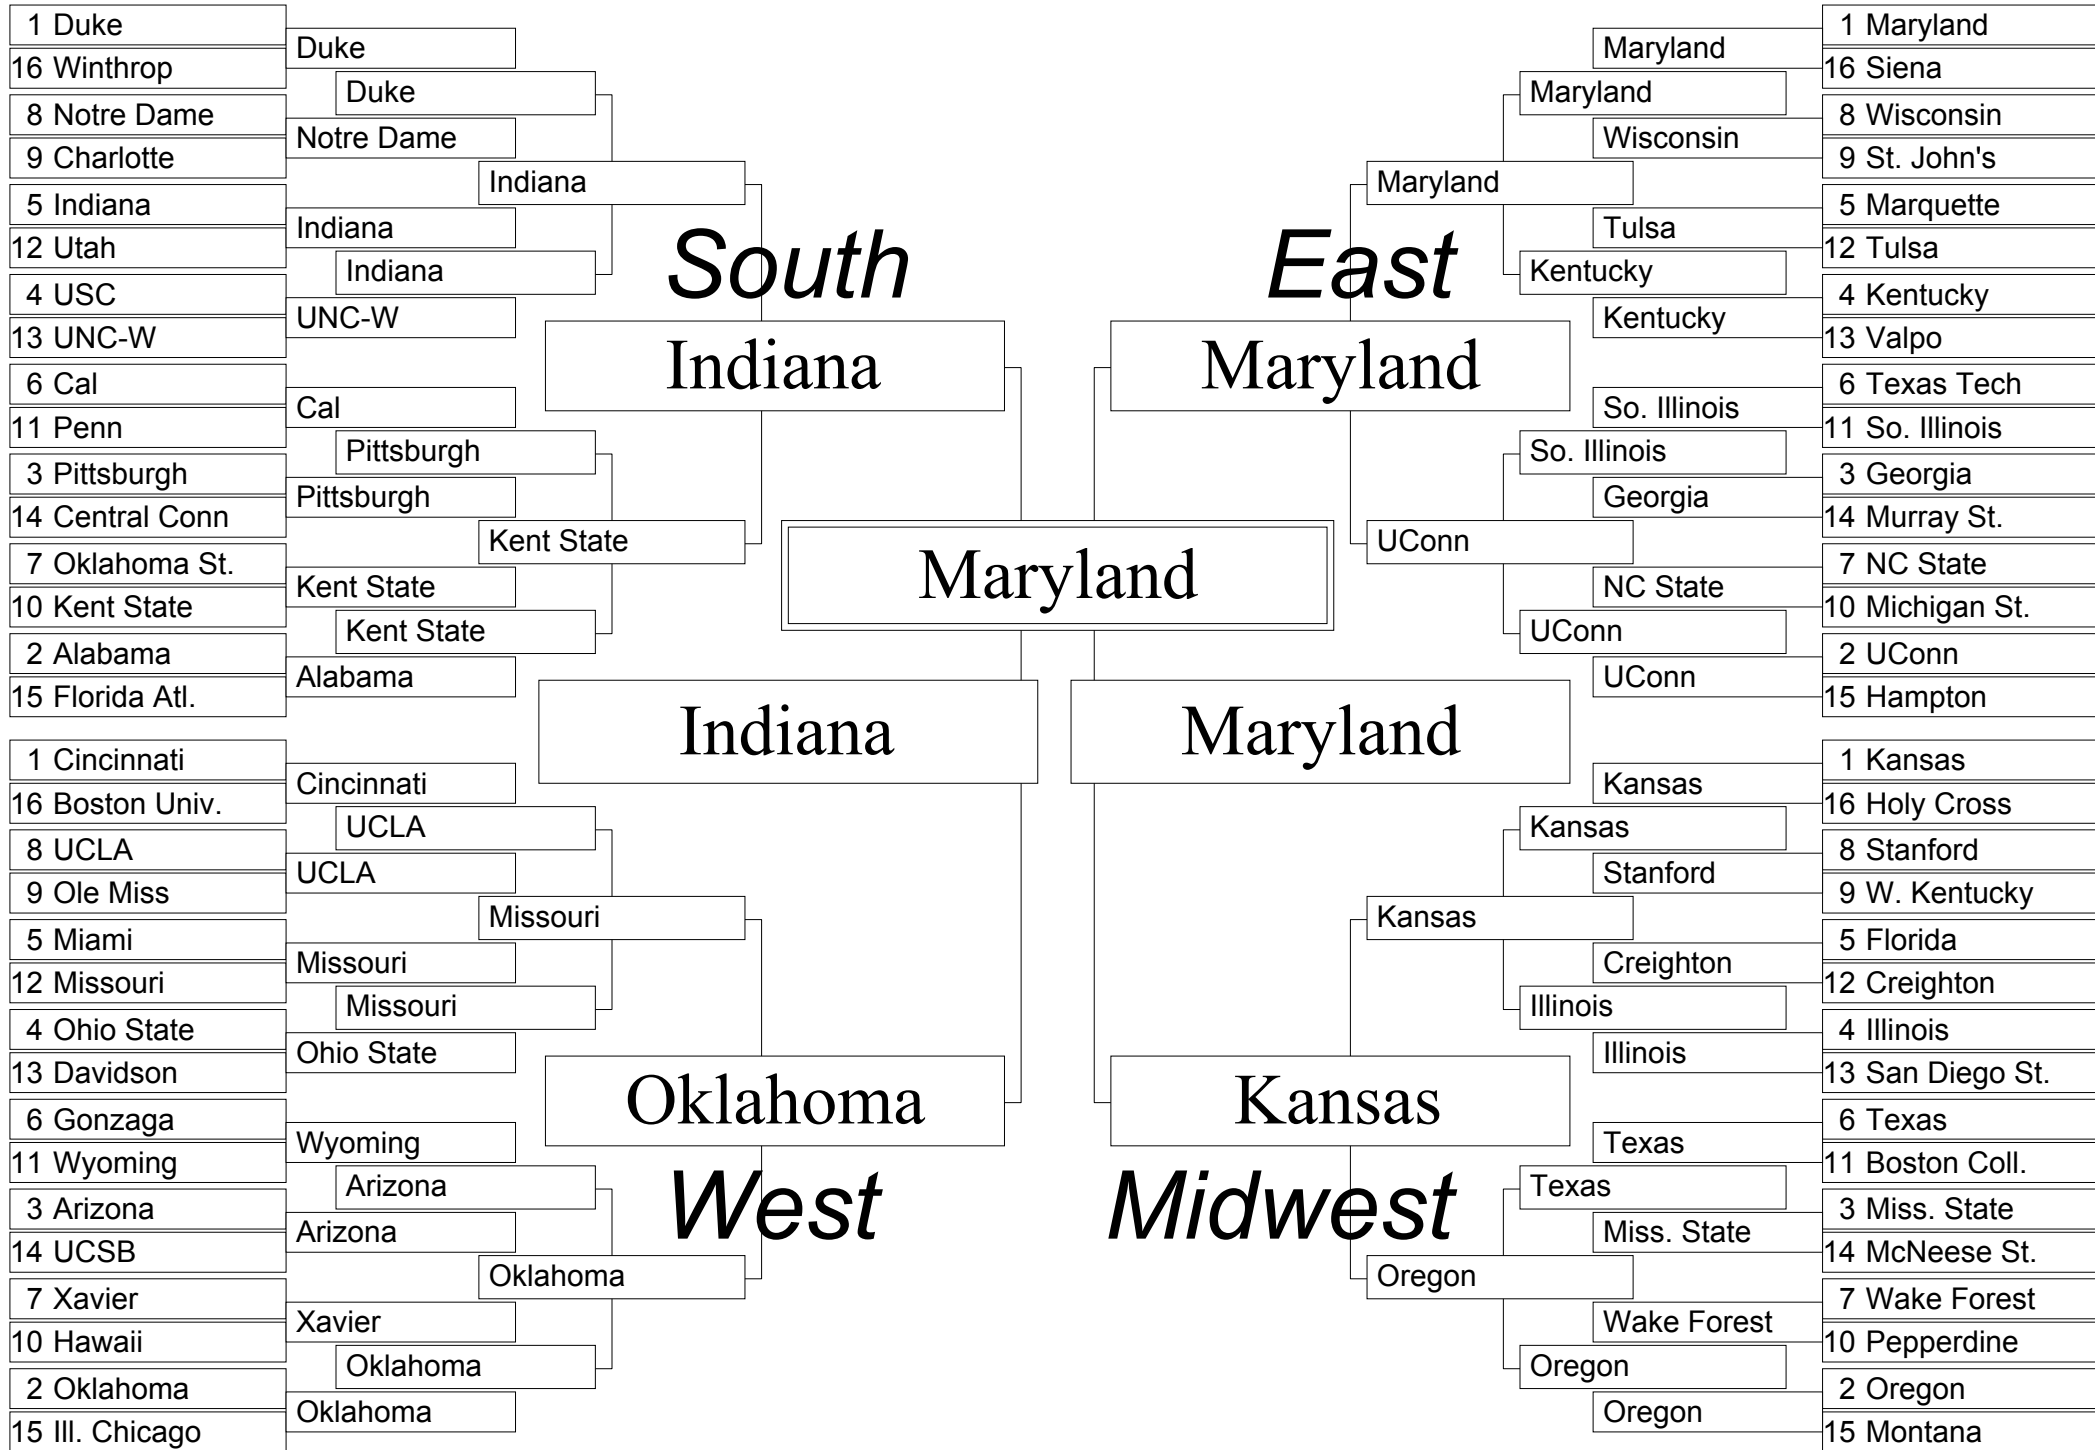 1 Duke
16 Winthrop
8 Notre Dame
9 Charlotte
5 Indiana
12 Utah
4 USC
13 UNC-W
6 Cal
11 Penn
3 Pittsburgh
14 Central Conn
7 Oklahoma St.
10 Kent State
2 Alabama
15 Florida Atl.
Duke
Notre Dame
Indiana
UNC-W
Cal
Pittsburgh
Kent State
Alabama
Duke
Indiana
Pittsburgh
Kent State
Indiana
Kent State
South
Indiana
1 Cincinnati
16 Boston Univ.
8 UCLA
9 Ole Miss
5 Miami
12 Missouri
4 Ohio State
13 Davidson
6 Gonzaga
11 Wyoming
3 Arizona
14 UCSB
7 Xavier
10 Hawaii
2 Oklahoma
15 Ill. Chicago
Cincinnati
UCLA
Missouri
Ohio State
Wyoming
Arizona
Xavier
Oklahoma
UCLA
Missouri
Arizona
Oklahoma
Missouri
Oklahoma
Oklahoma
West
Indiana
Maryland
Maryland
East
Maryland
Maryland
UConn
Maryland
Kentucky
So. Illinois
UConn
Maryland
Wisconsin
Tulsa
Kentucky
So. Illinois
Georgia
NC State
UConn
1 Maryland
16 Siena
8 Wisconsin
9 St. John's
5 Marquette
12 Tulsa
4 Kentucky
13 Valpo
6 Texas Tech
11 So. Illinois
3 Georgia
14 Murray St.
7 NC State
10 Michigan St.
2 UConn
15 Hampton
Kansas
Midwest
Kansas
Oregon
Kansas
Illinois
Texas
Oregon
Kansas
Stanford
Creighton
Illinois
Texas
Miss. State
Wake Forest
Oregon
1 Kansas
16 Holy Cross
8 Stanford
9 W. Kentucky
5 Florida
12 Creighton
4 Illinois
13 San Diego St.
6 Texas
11 Boston Coll.
3 Miss. State
14 McNeese St.
7 Wake Forest
10 Pepperdine
2 Oregon
15 Montana